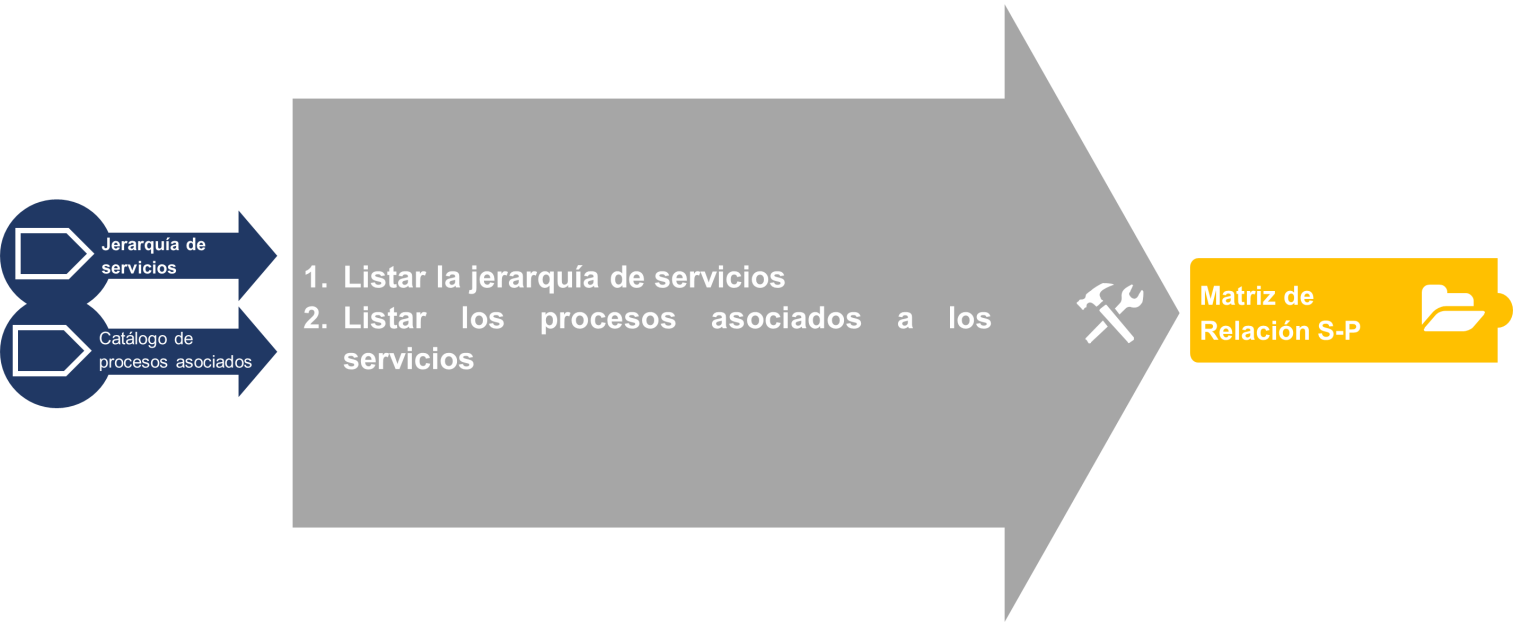 Jerarquía de
servicios
Catálogo de
procesos asociados
1. Listar la jerarquía de servicios
2. Listar los procesos asociados a los
servicios
Matriz de
Relación S-P